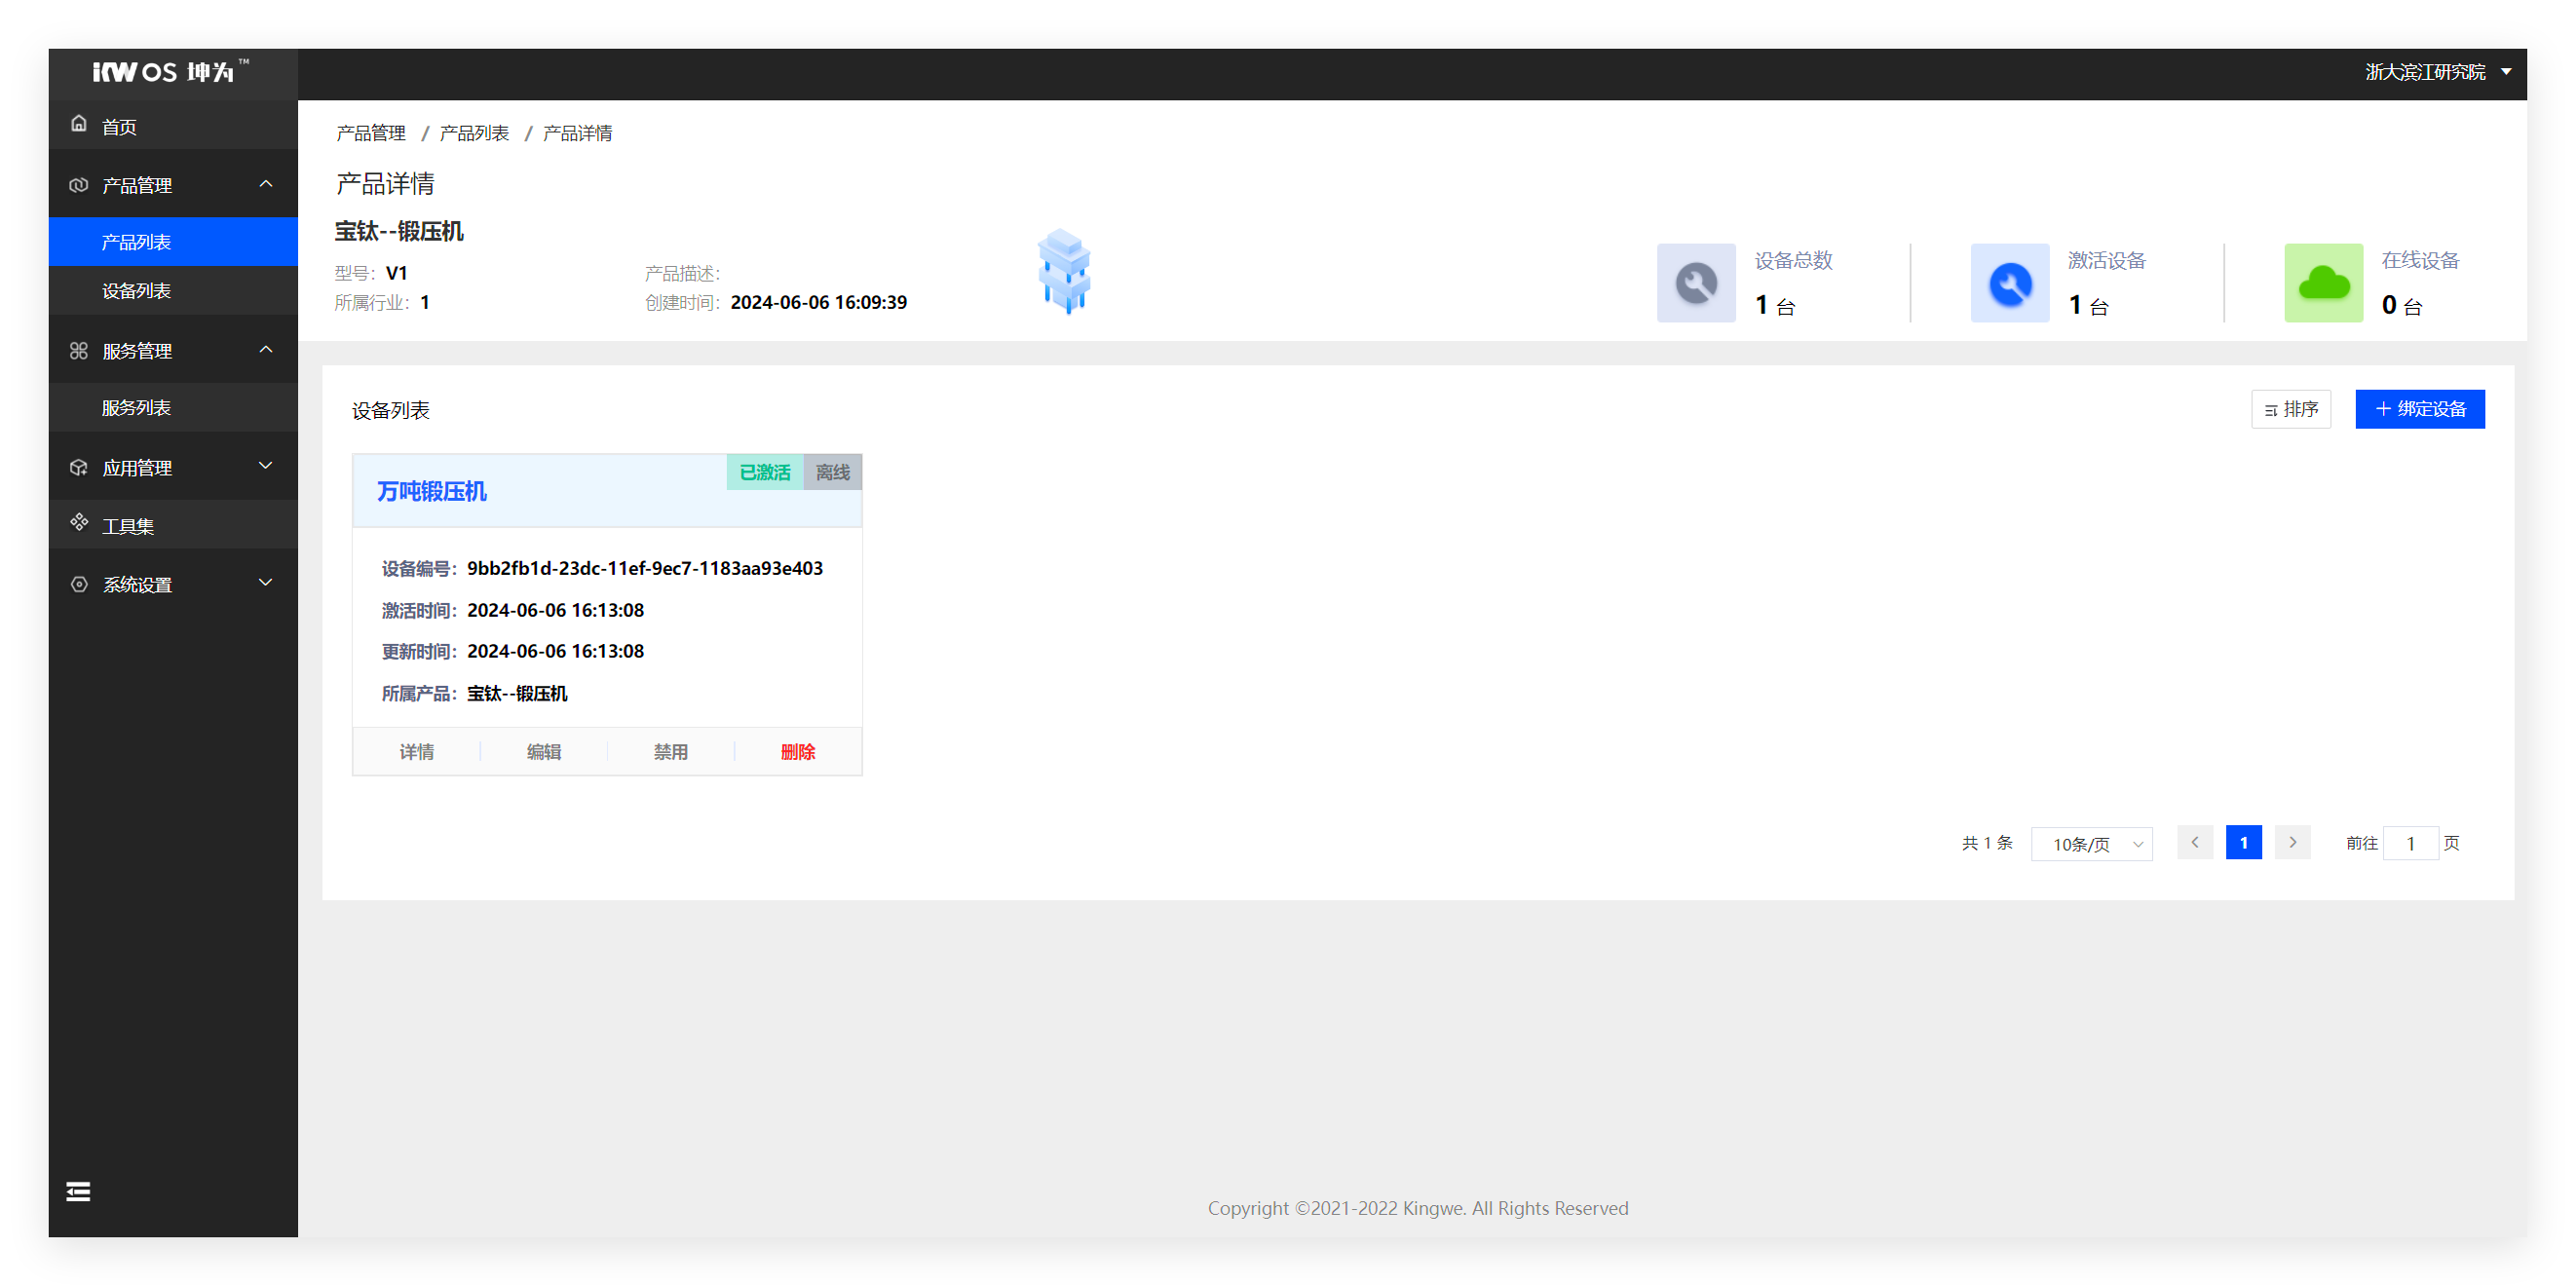 iKW OS 坤为™
浙大滨江研究院
首页
产品管理
产品列表
设备列表
服务管理
服务列表
应用管理
工具集
系统设置
产品管理 / 产品列表 / 产品详情
产品详情
宝钛--锻压机
型号：V1
产品描述：
所属行业：1
创建时间：2024-06-06 16:09:39
设备总数
1 台
激活设备
1 台
在线设备
0 台
设备列表
排序
+ 绑定设备
万吨锻压机
已激活
离线
设备编号：9bb2fb1d-23dc-11ef-9ec7-1183aa93e403
激活时间：2024-06-06 16:13:08
更新时间：2024-06-06 16:13:08
所属产品：宝钛--锻压机
详情
编辑
禁用
删除
共 1 条
10条/页
1
前往 1 页
Copyright ©2021-2022 Kingwe. All Rights Reserved